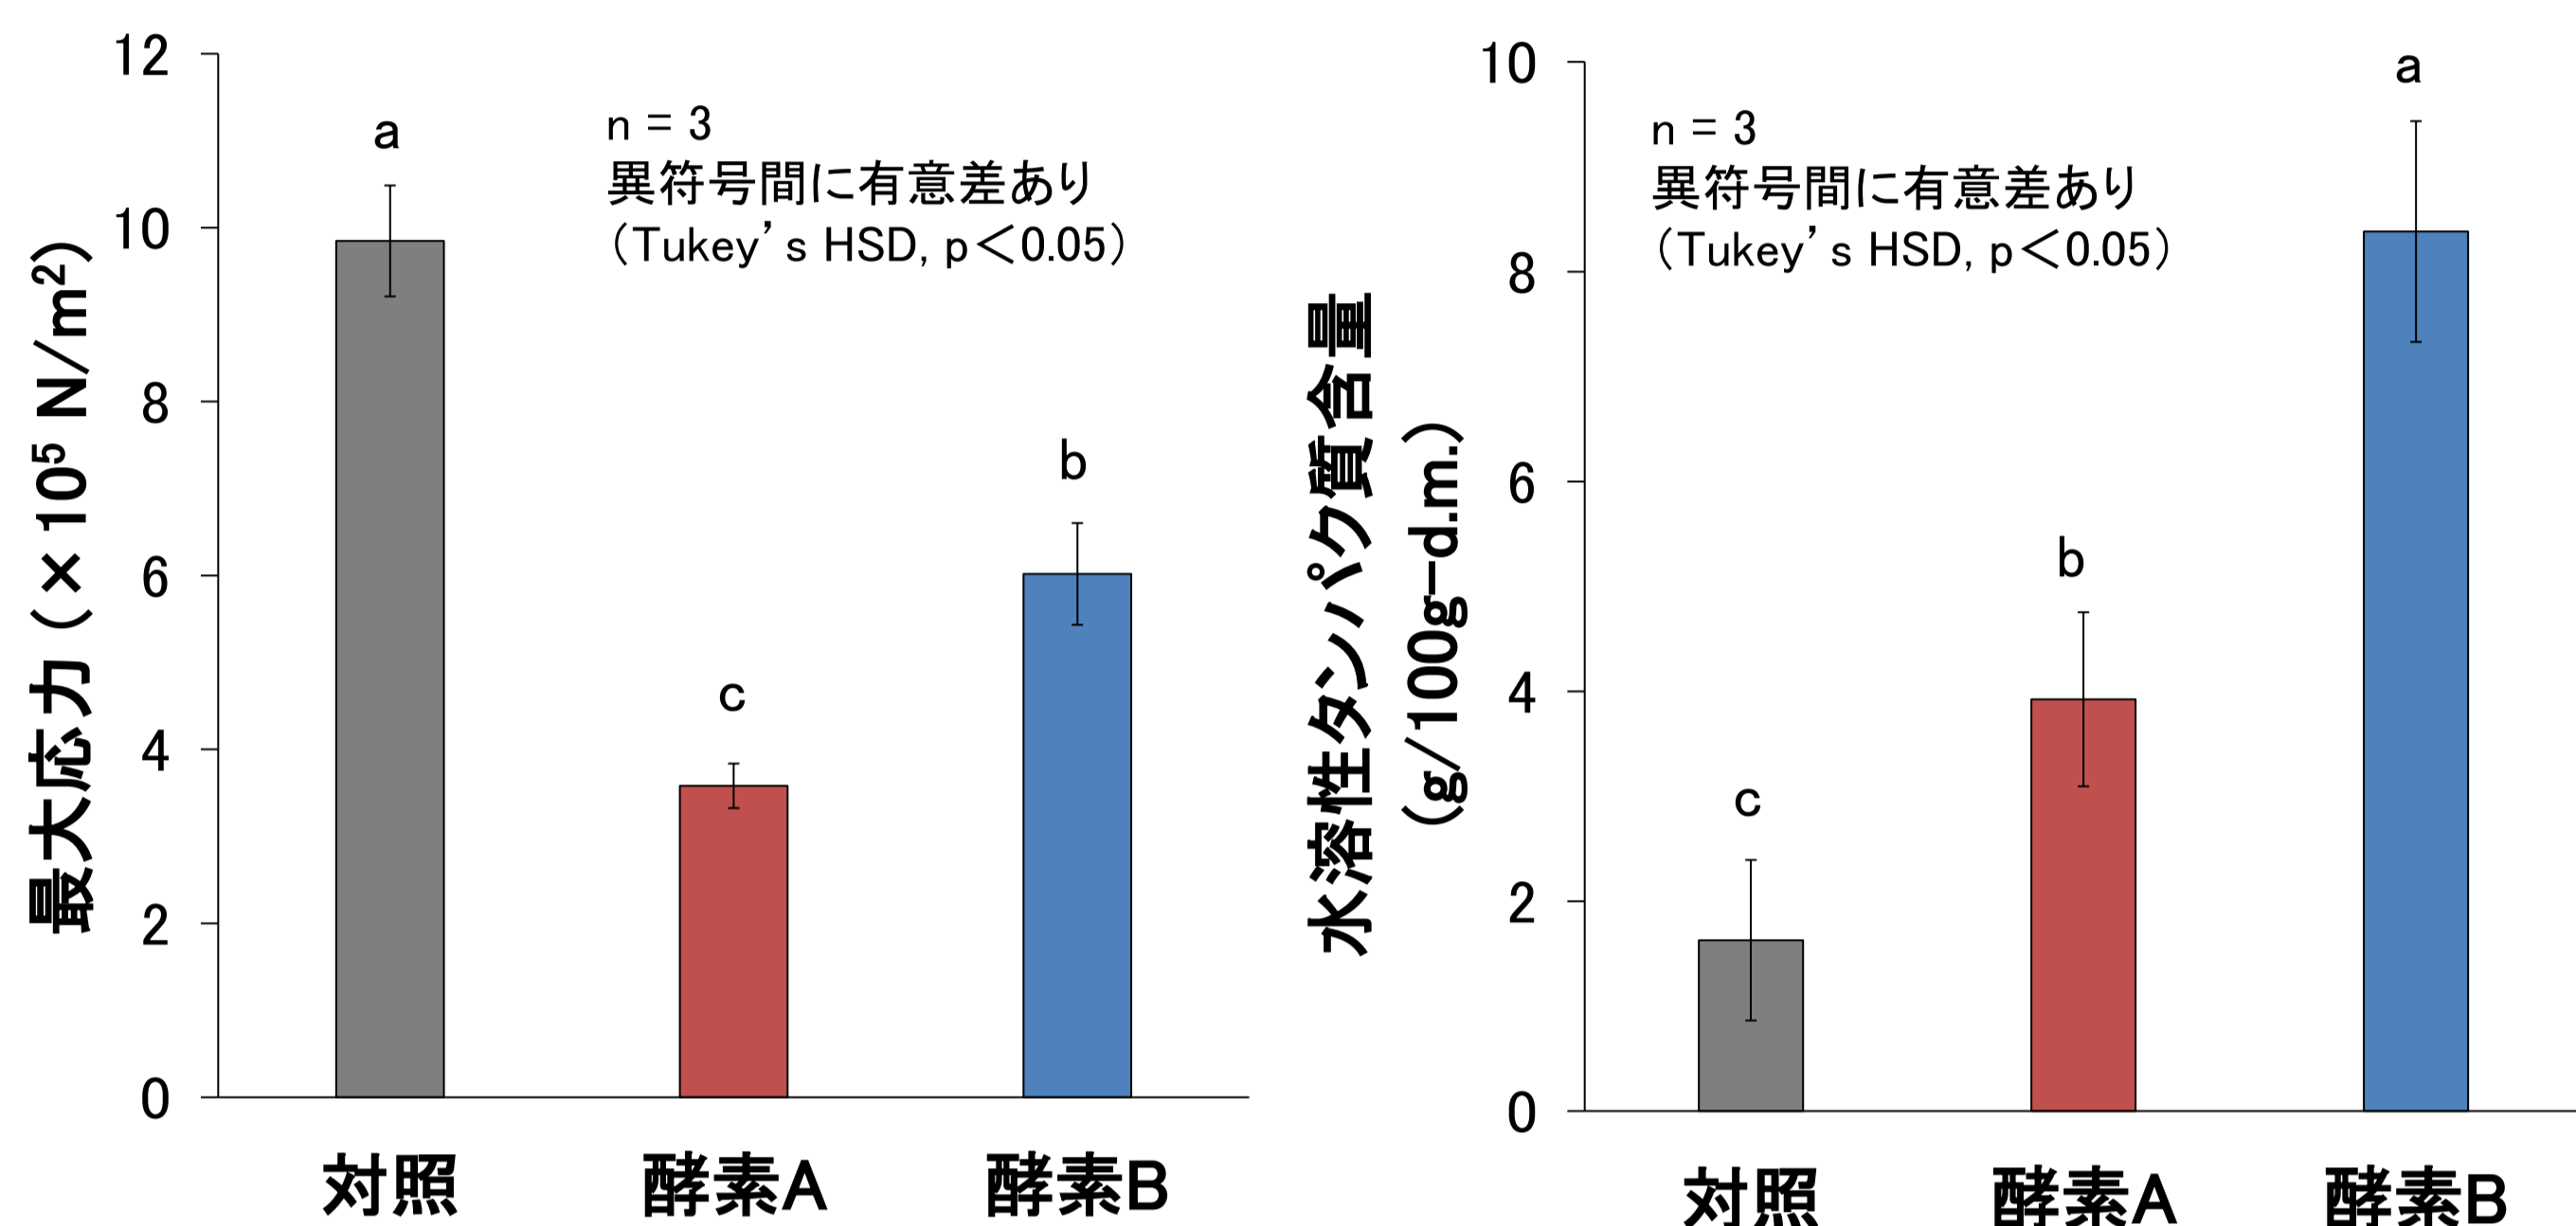 最大応力（×10⁵ N/m²）
12
10
8
6
4
2
0
n = 3
異符号間に有意差あり
（Tukey’s HSD, p＜0.05）
a
c
b
対照
酵素A
酵素B
水溶性タンパク質含量
（g/100g-d.m.）
10
8
6
4
2
0
n = 3
異符号間に有意差あり
（Tukey’s HSD, p＜0.05）
c
b
a
対照
酵素A
酵素B